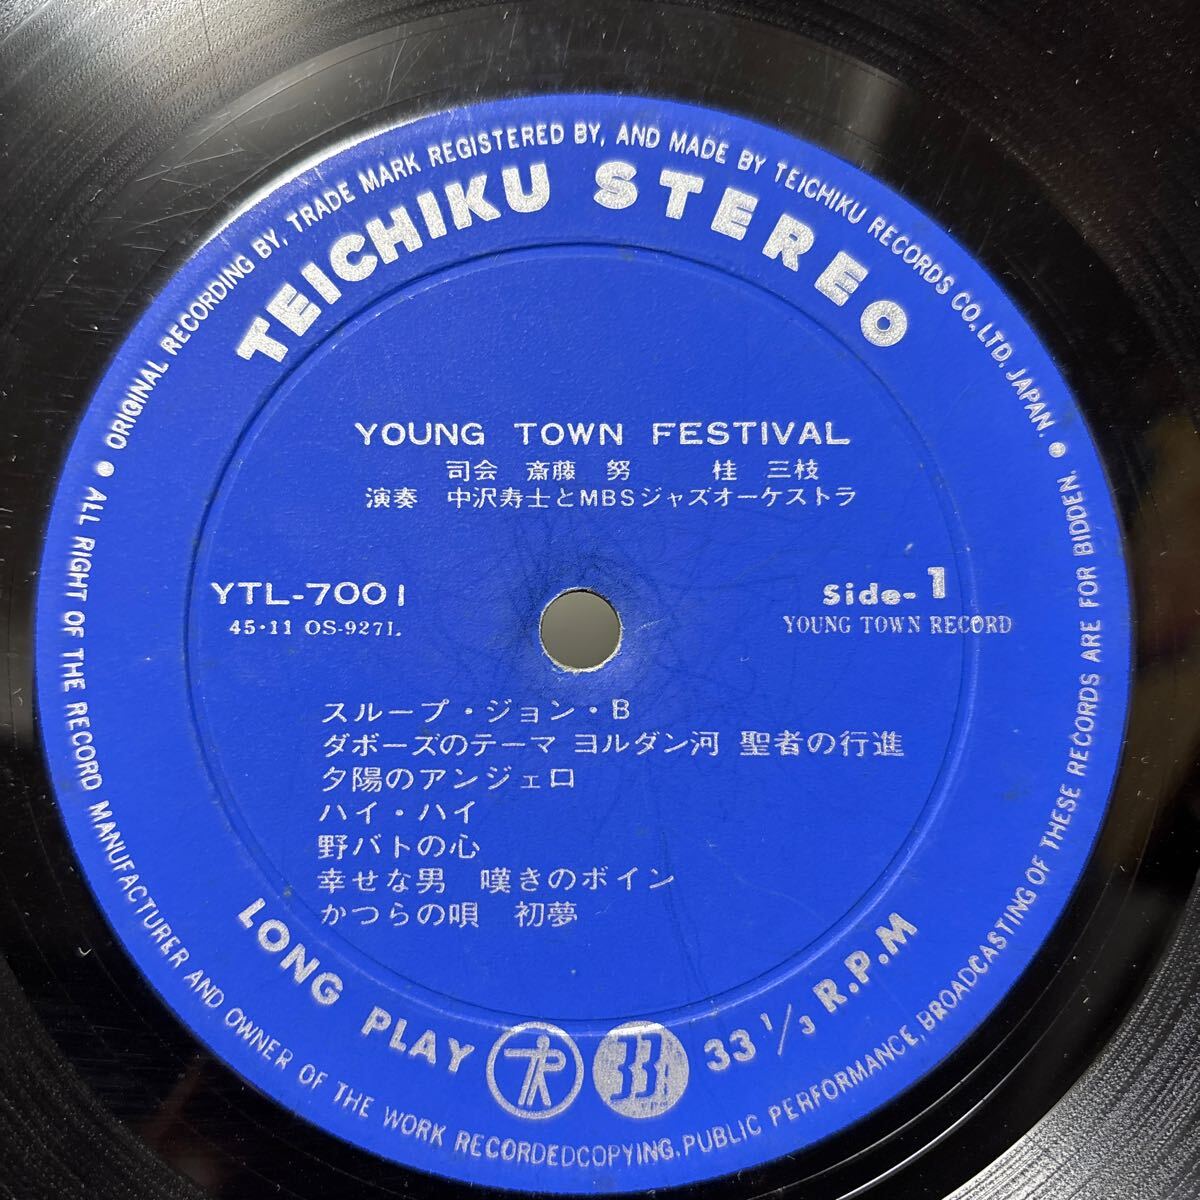 ORIGINAL RECORDING BY, TRADE MARK REGISTERED BY, AND MADE BY TEICHIKU RECORDS CO., LTD. JAPAN.
TEICHIKU STEREO
YOUNG TOWN FESTIVAL
司会 斎藤 努 桂 三枝
演奏 中沢寿士とMBSジャズオーケストラ
YTL-7001
45・11 OS-9271.
Side-1
YOUNG TOWN RECORD
スループ・ジョン・B
ダボーズのテーマ ヨルダン河 聖者の行進
夕陽のアンジェロ
ハイ・ハイ
野バトの心
幸せな男 嘆きのボイン
かつらの唄 初夢
LONG PLAY 33 33 1/3 R.P.M
ALL RIGHT OF THE RECORD MANUFACTURER AND OWNER OF THE WORK RECORDEDCOPYING. PUBLIC PERFORMANCE, BROADCASTING OF THESE RECORDS ARE FOR BIDDEN.